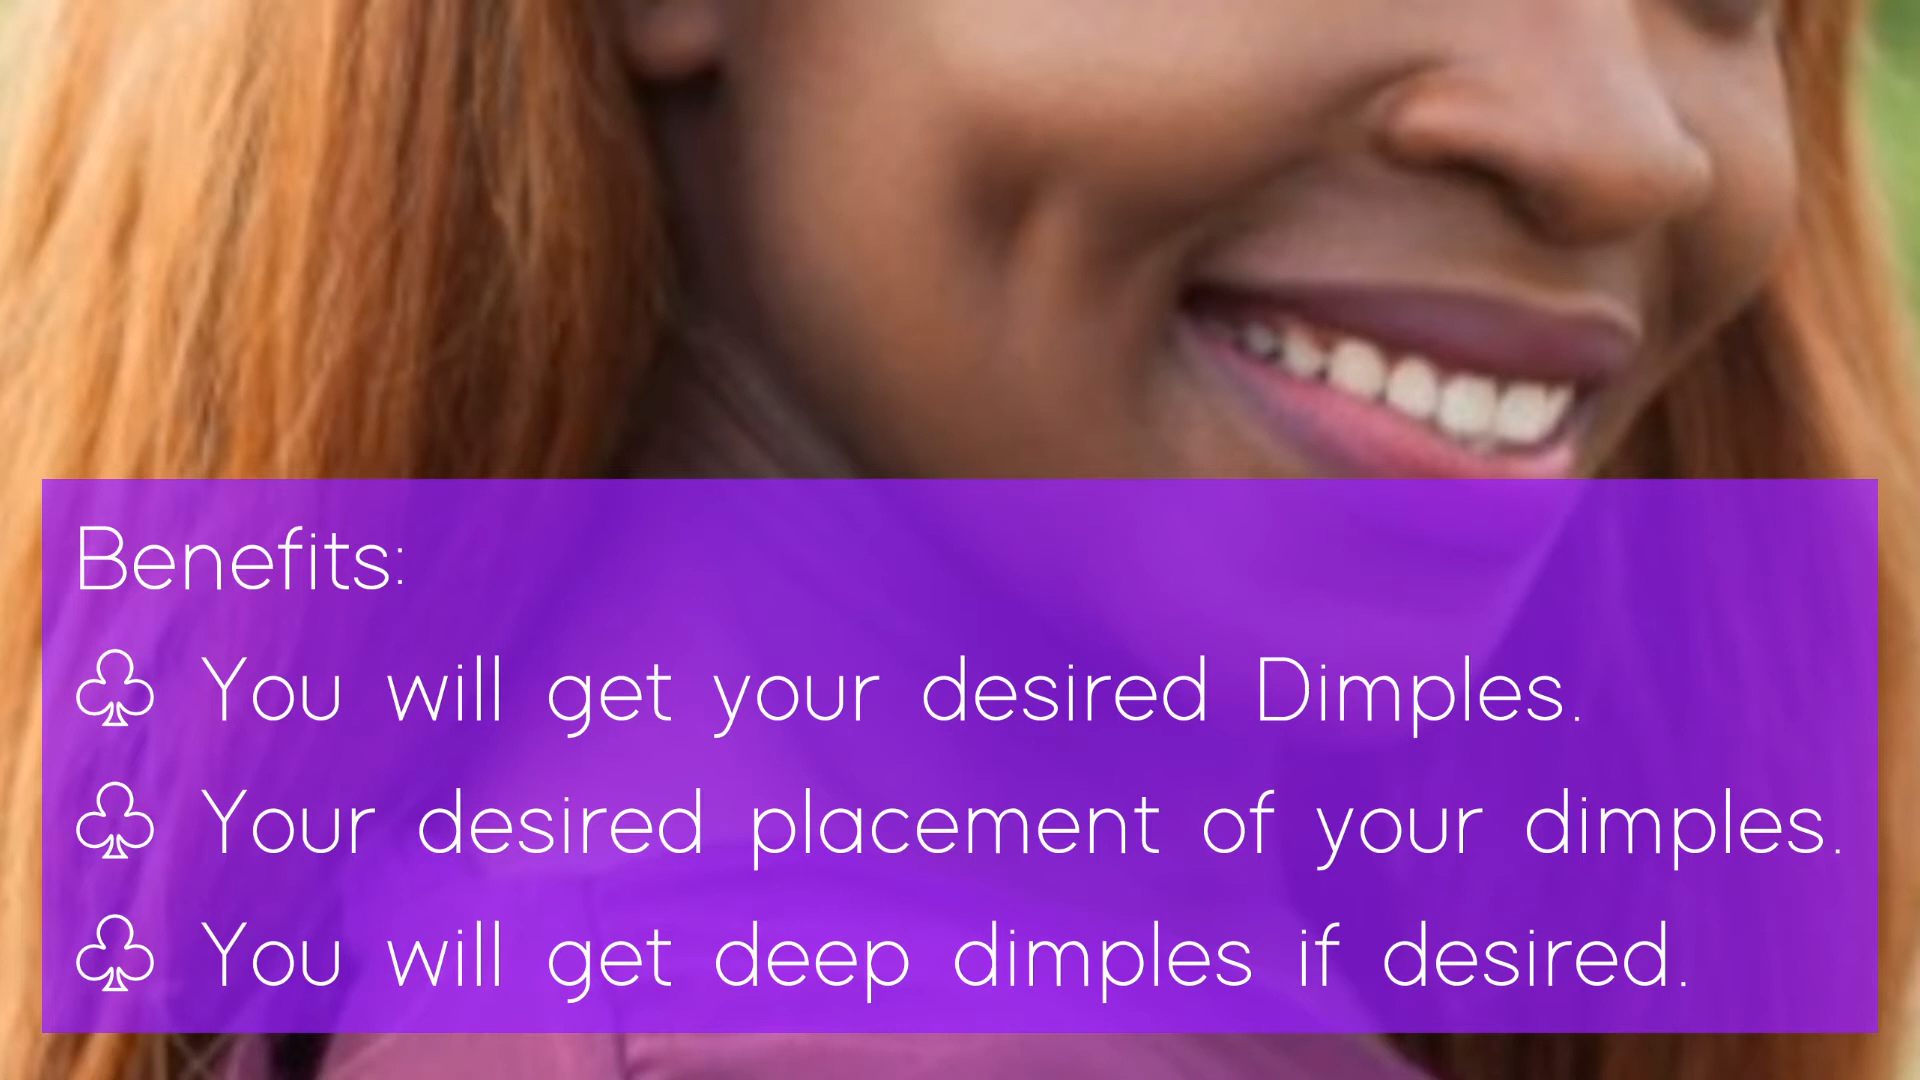 Benefits:
♧ You will get your desired Dimples.
♧ Your desired placement of your dimples.
♧ You will get deep dimples if desired.